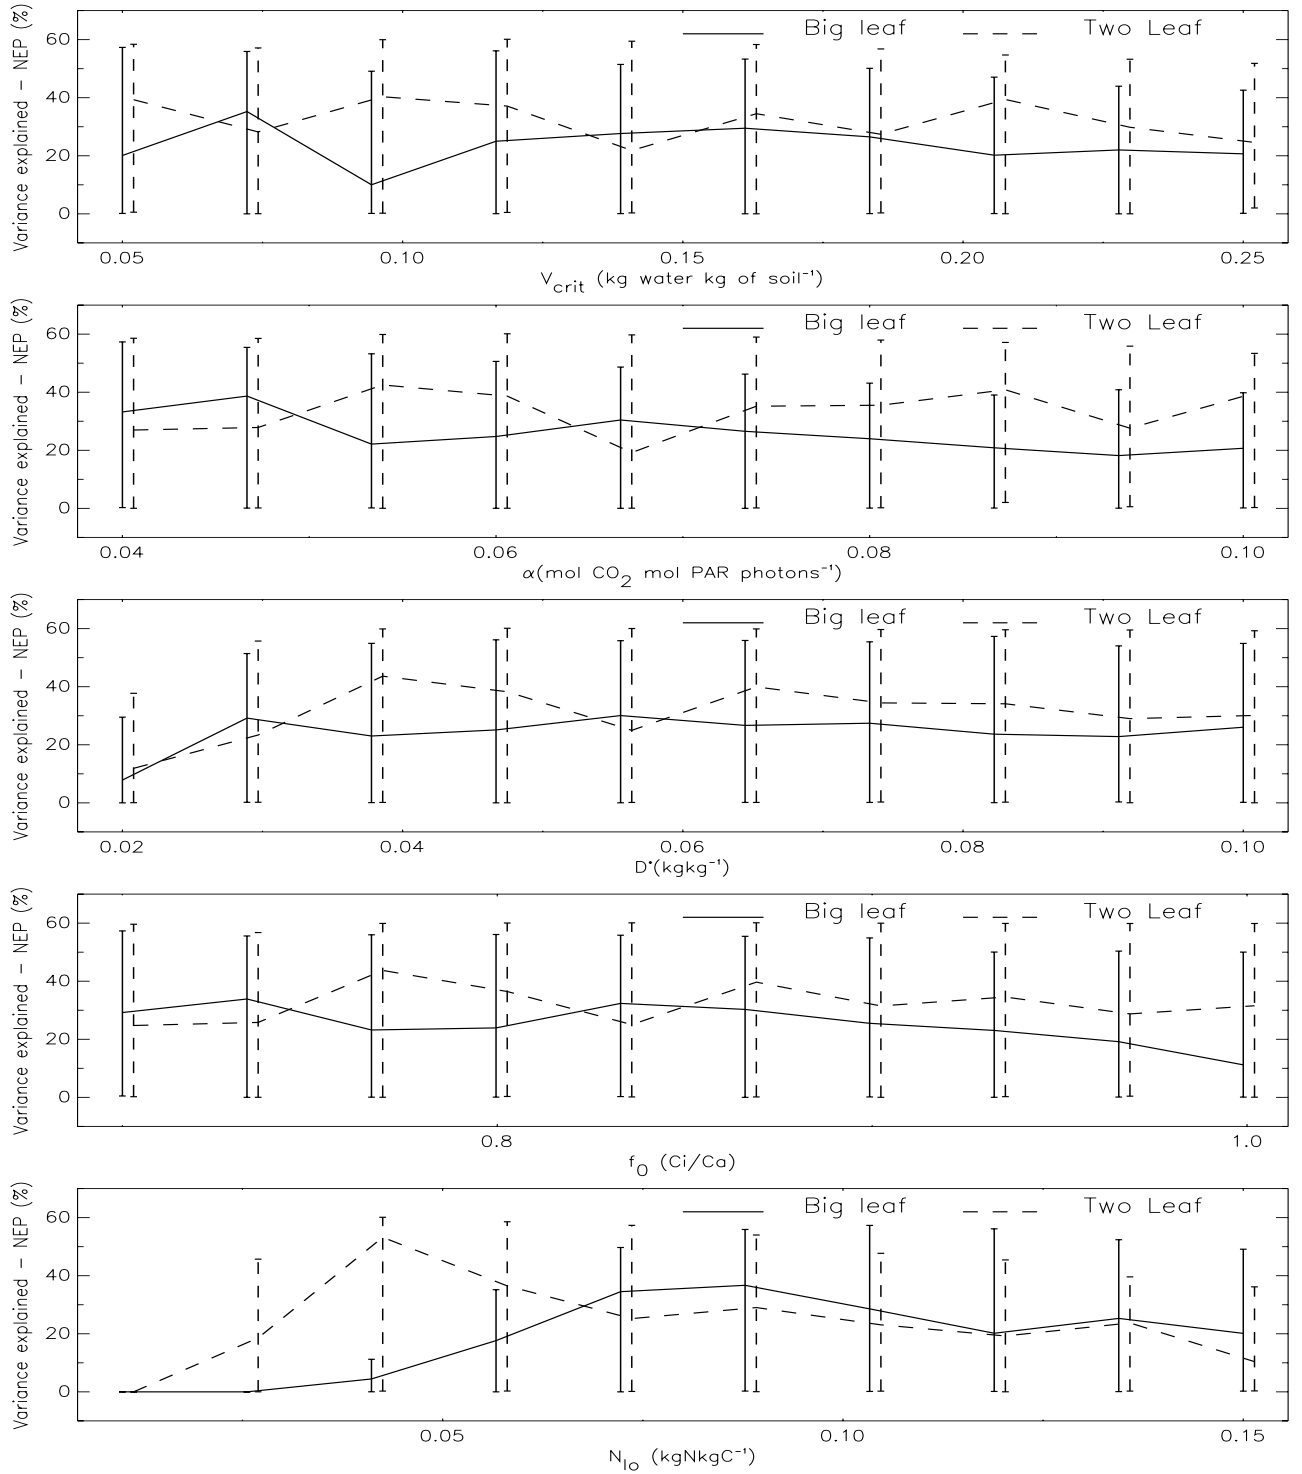 Variance explained – NEP (%)
60
40
20
0
Big leaf
Two Leaf
0.05 0.10 0.15 0.20 0.25
V_crit (kg water kg of soil⁻¹)
Variance explained – NEP (%)
60
40
20
0
Big leaf
Two Leaf
0.04 0.06 0.08 0.10
α(mol CO₂ mol PAR photons⁻¹)
Variance explained – NEP (%)
60
40
20
0
Big leaf
Two Leaf
0.02 0.04 0.06 0.08 0.10
D*(kgkg⁻¹)
Variance explained – NEP (%)
60
40
20
0
Big leaf
Two Leaf
0.8 1.0
f₀ (Ci/Ca)
Variance explained – NEP (%)
60
40
20
0
Big leaf
Two Leaf
0.05 0.10 0.15
N_lo (kgNkgC⁻¹)